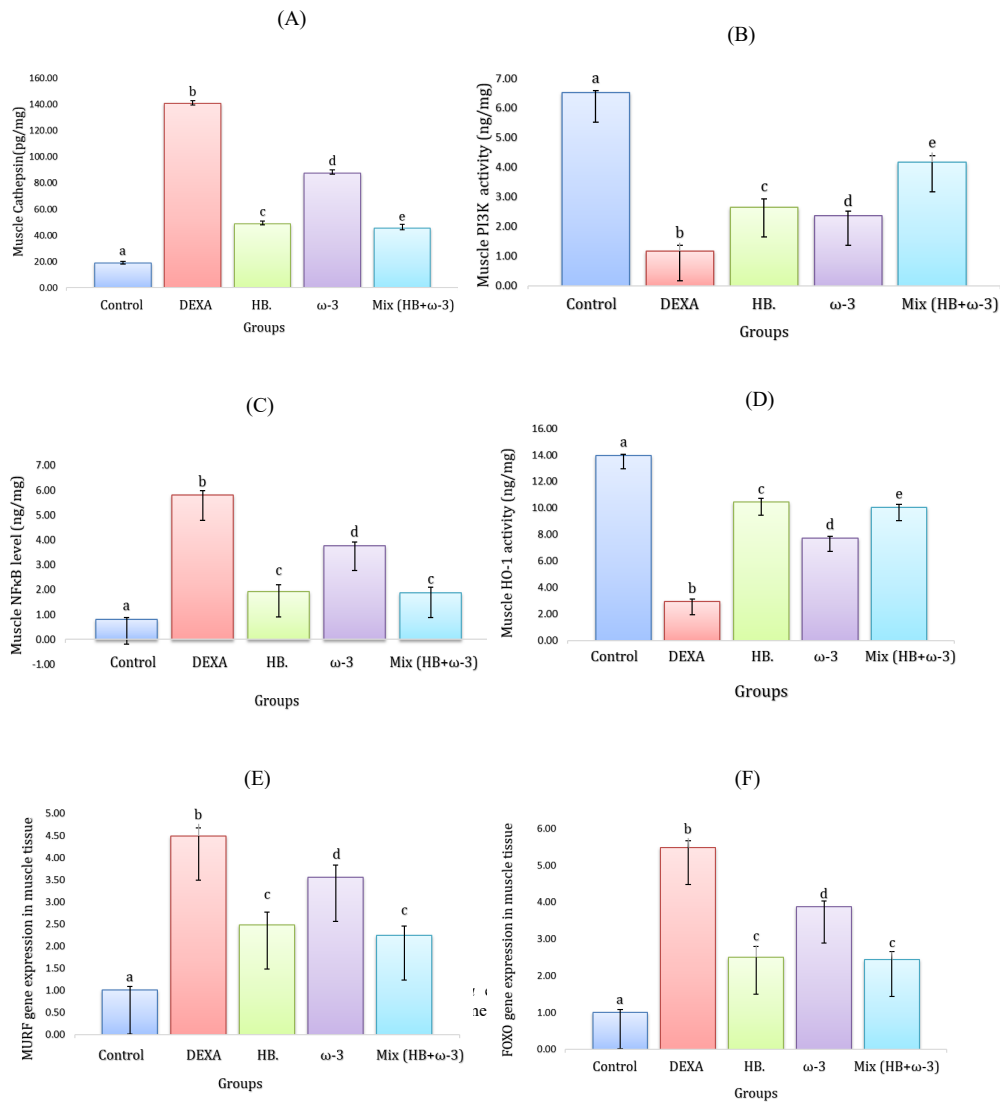 (A)
Muscle Cathepsin(pg/mg)
160.00
140.00
120.00
100.00
80.00
60.00
40.00
20.00
0.00
a
b
c
d
e
Control DEXA HB. ω-3 Mix (HB+ω-3)
Groups
(B)
Muscle PI3K activity (ng/mg)
7.00
6.00
5.00
4.00
3.00
2.00
1.00
0.00
a
b
c
d
e
Control DEXA HB. ω-3 Mix (HB+ω-3)
Groups
(C)
Muscle NFκB level (ng/mg)
7.00
6.00
5.00
4.00
3.00
2.00
1.00
0.00
-1.00
a
b
c
d
c
Control DEXA HB. ω-3 Mix (HB+ω-3)
Groups
(D)
Muscle HO-1 activity (ng/mg)
16.00
14.00
12.00
10.00
8.00
6.00
4.00
2.00
0.00
a
b
c
d
e
Control DEXA HB. ω-3 Mix (HB+ω-3)
Groups
(E)
MURF gene expression in muscle tissue
5.00
4.50
4.00
3.50
3.00
2.50
2.00
1.50
1.00
0.50
0.00
a
b
c
d
c
Control DEXA HB. ω-3 Mix (HB+ω-3)
Groups
(F)
FOXO gene expression in muscle tissue
6.00
5.00
4.00
3.00
2.00
1.00
0.00
a
b
c
d
c
Control DEXA HB. ω-3 Mix (HB+ω-3)
Groups